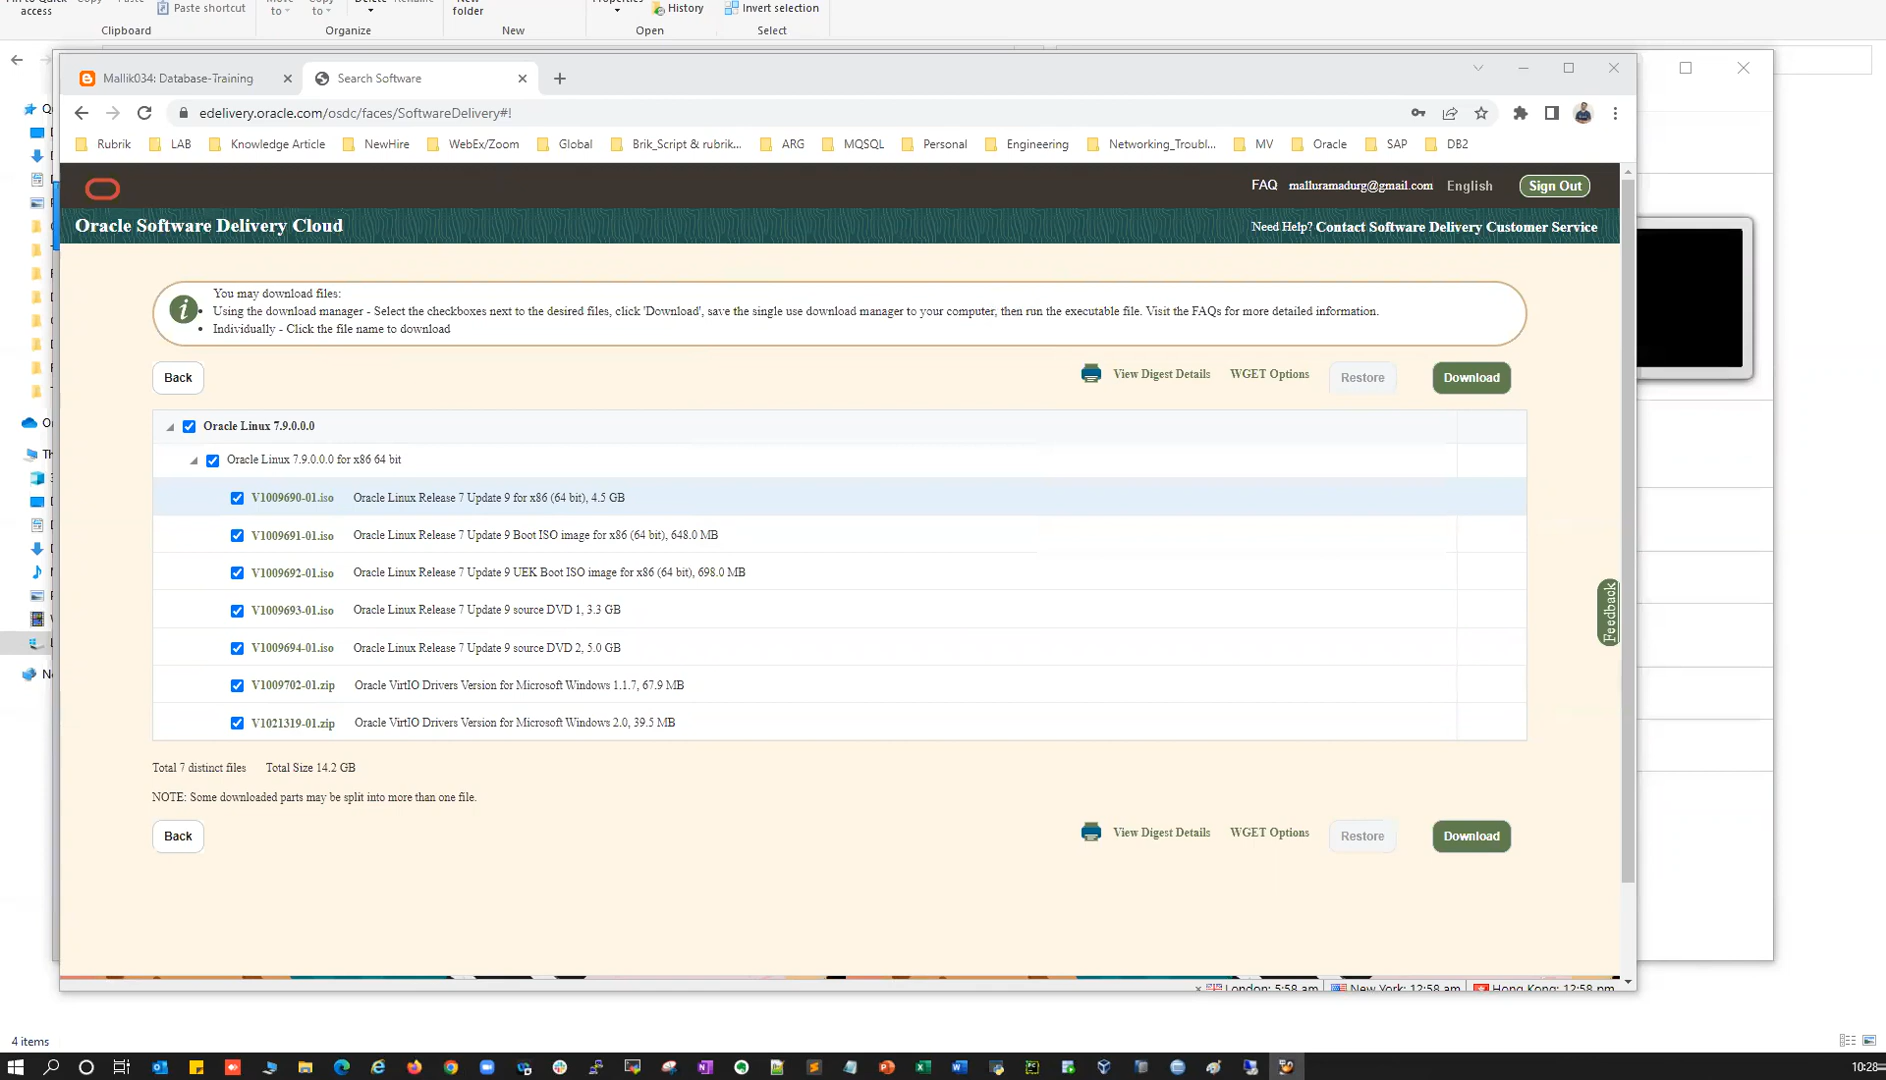 access
Paste shortcut
to
to
folder
History
Invert selection
Clipboard
Organize
New
Open
Select
Mallik034: Database-Training
Search Software
edelivery.oracle.com/osdc/faces/SoftwareDelivery#!
Rubrik
LAB
Knowledge Article
NewHire
WebEx/Zoom
Global
Brik_Script & rubrik...
ARG
MQSQL
Personal
Engineering
Networking_Troubl...
MV
Oracle
SAP
DB2
FAQ malluramadurg@gmail.com English Sign Out
Oracle Software Delivery Cloud
Need Help? Contact Software Delivery Customer Service
You may download files:
Using the download manager - Select the checkboxes next to the desired files, click 'Download', save the single use download manager to your computer, then run the executable file. Visit the FAQs for more detailed information.
Individually - Click the file name to download
Back
View Digest Details WGET Options Restore Download
Oracle Linux 7.9.0.0.0
Oracle Linux 7.9.0.0.0 for x86 64 bit
V1009690-01.iso Oracle Linux Release 7 Update 9 for x86 (64 bit), 4.5 GB
V1009691-01.iso Oracle Linux Release 7 Update 9 Boot ISO image for x86 (64 bit), 648.0 MB
V1009692-01.iso Oracle Linux Release 7 Update 9 UEK Boot ISO image for x86 (64 bit), 698.0 MB
V1009693-01.iso Oracle Linux Release 7 Update 9 source DVD 1, 3.3 GB
V1009694-01.iso Oracle Linux Release 7 Update 9 source DVD 2, 5.0 GB
V1009702-01.zip Oracle VirtIO Drivers Version for Microsoft Windows 1.1.7, 67.9 MB
V1021319-01.zip Oracle VirtIO Drivers Version for Microsoft Windows 2.0, 39.5 MB
Feedback
Total 7 distinct files Total Size 14.2 GB
NOTE: Some downloaded parts may be split into more than one file.
Back
View Digest Details WGET Options Restore Download
London: 5:58 am New York: 12:58 am Hong Kong: 12:58 pm
4 items
10:28